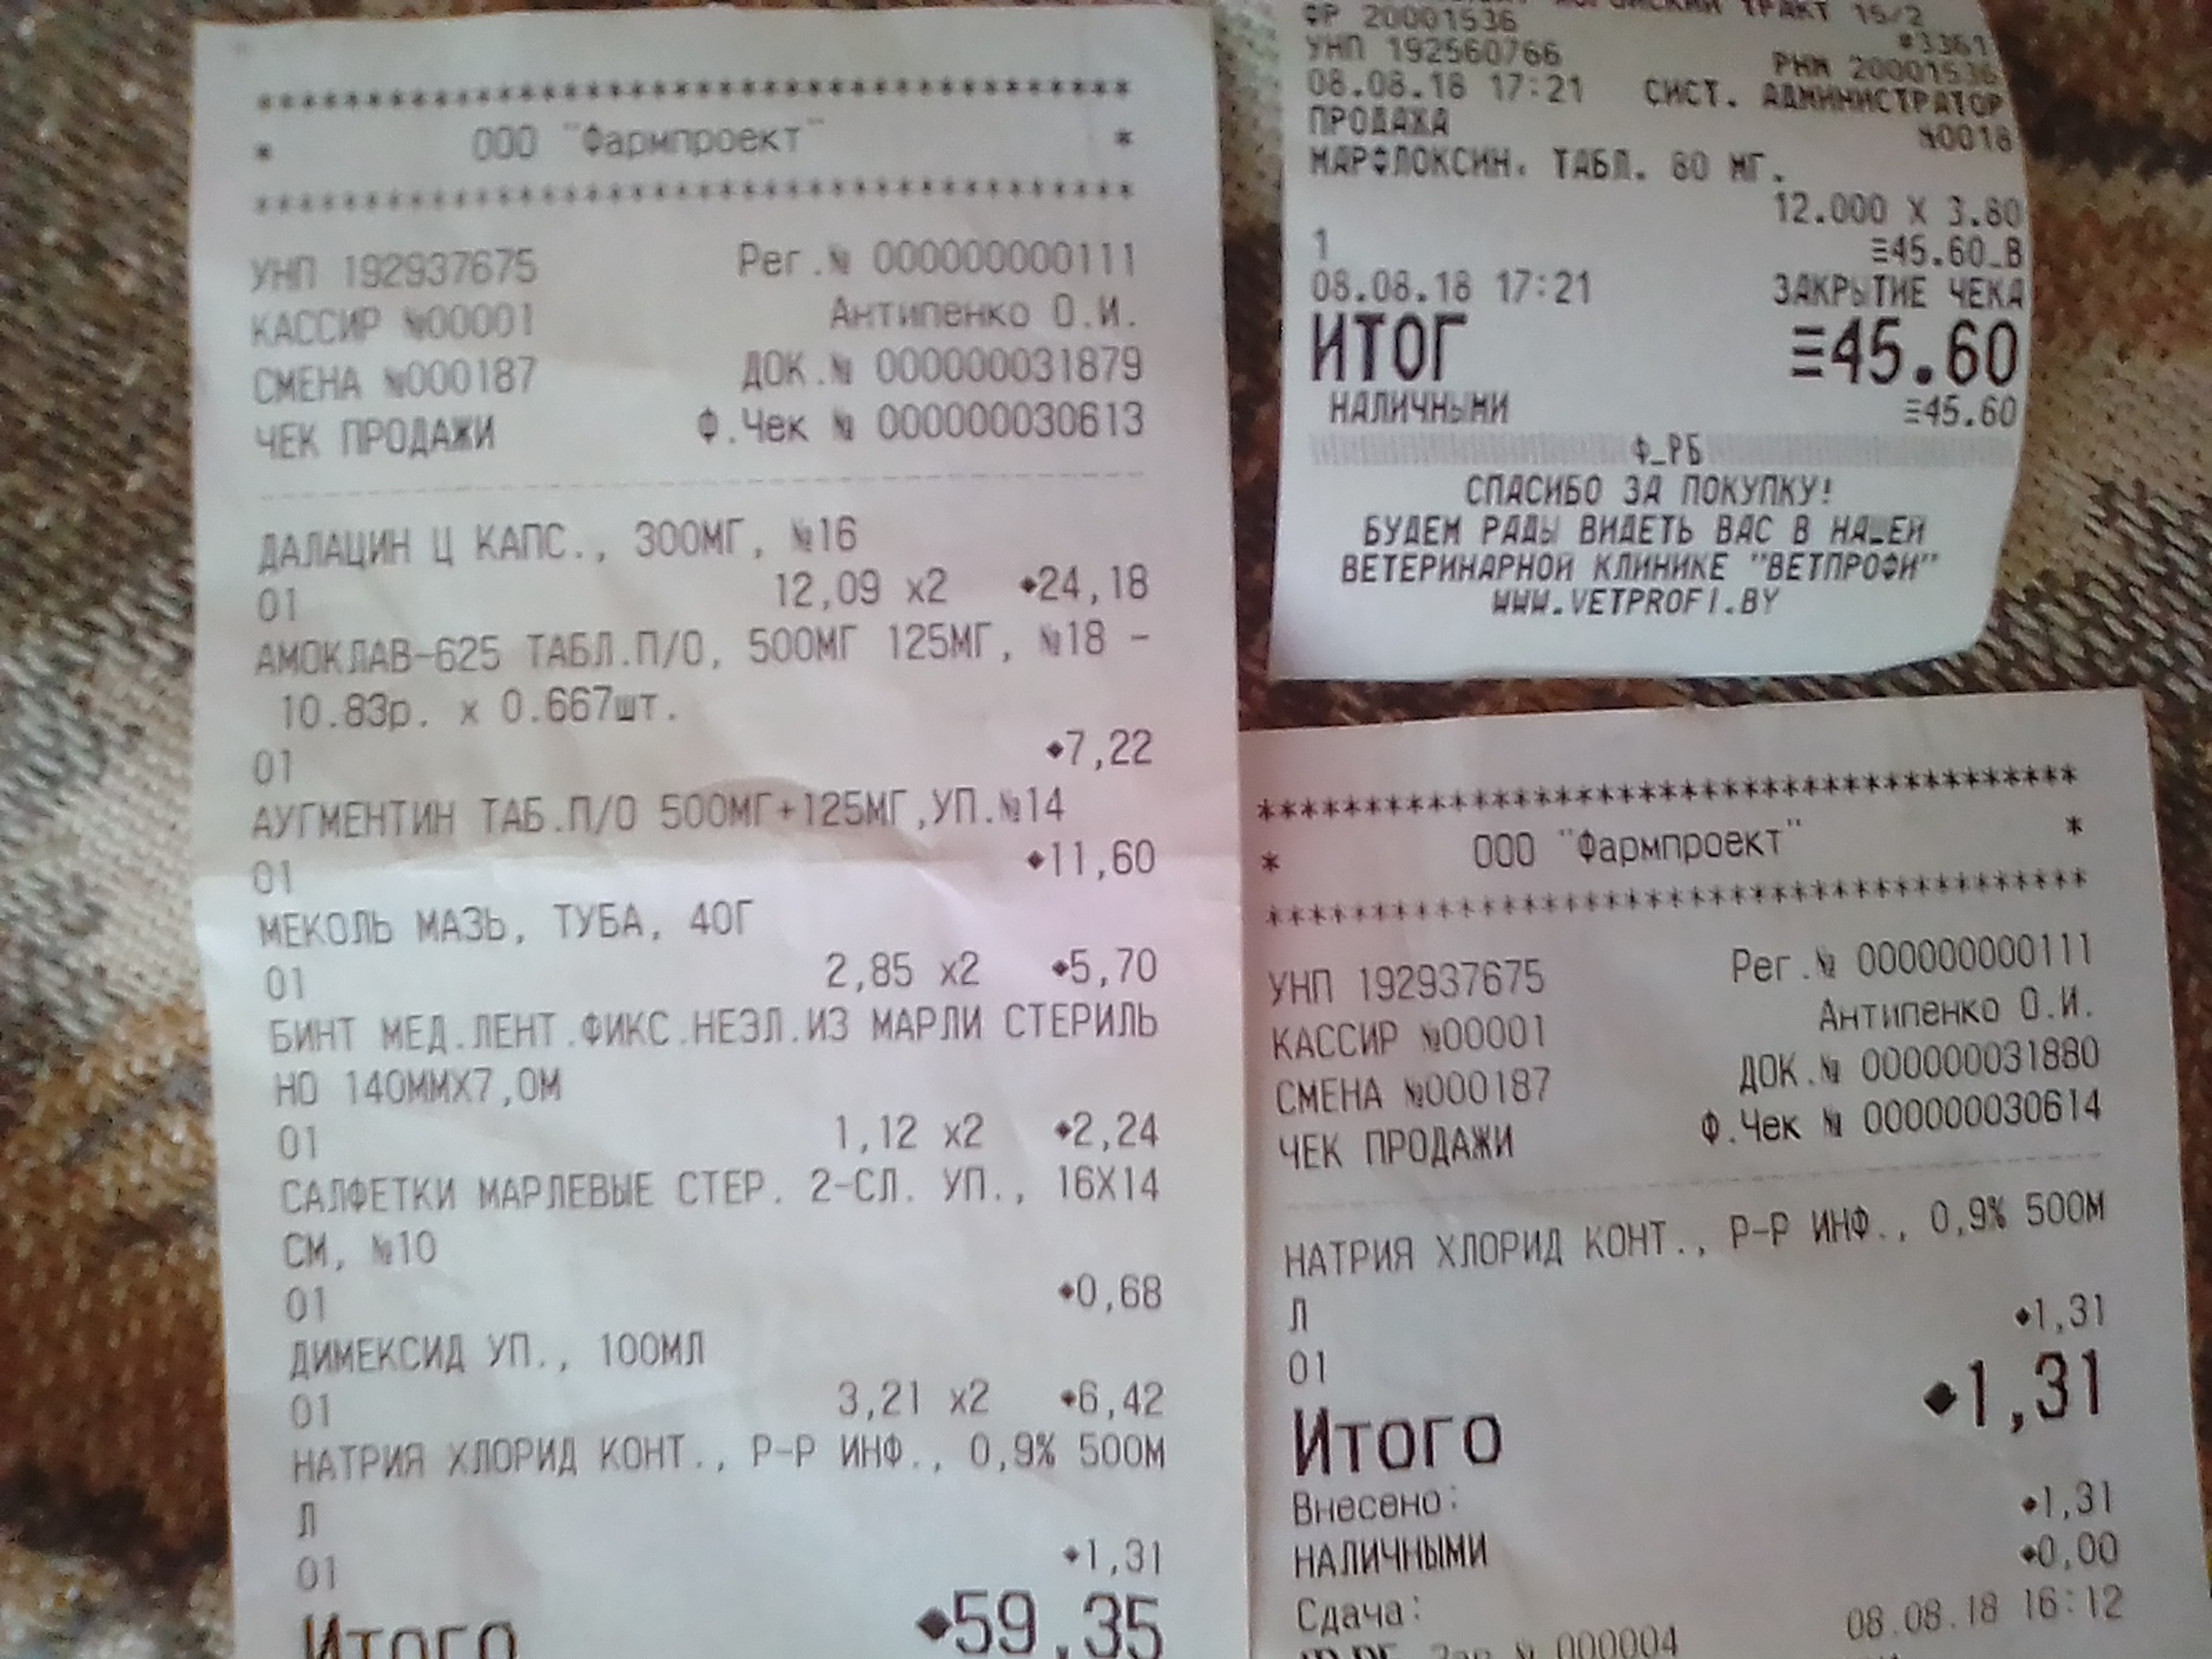 ****************************************
* ООО "Фармпроект" *
****************************************
УНП 192937675 Рег.№ 000000000111
КАССИР №00001 Антипенко О.И.
СМЕНА №000187 ДОК.№ 000000031879
ЧЕК ПРОДАЖИ Ф.Чек № 000000030613
ДАЛАЦИН Ц КАПС., 300МГ, №16
01 12,09 x2 ♦24,18
АМОКЛАВ-625 ТАБЛ.П/О, 500МГ 125МГ, №18 -
10.83р. x 0.667шт.
01 ♦7,22
АУГМЕНТИН ТАБ.П/О 500МГ+125МГ,УП.№14
01 ♦11,60
МЕКОЛЬ МАЗЬ, ТУБА, 40Г
01 2,85 x2 ♦5,70
БИНТ МЕД.ЛЕНТ.ФИКС.НЕЭЛ.ИЗ МАРЛИ СТЕРИЛЬ
НО 140ММХ7,0М
01 1,12 x2 ♦2,24
САЛФЕТКИ МАРЛЕВЫЕ СТЕР. 2-СЛ. УП., 16Х14
СМ, №10
01 ♦0,68
ДИМЕКСИД УП., 100МЛ
01 3,21 x2 ♦6,42
НАТРИЯ ХЛОРИД КОНТ., Р-Р ИНФ., 0,9% 500М
Л
01 ♦1,31
Итого ♦59,35
ТРАКТ 15/2
ФР 20001536 #3361
УНП 192560766 РНМ 20001536
08.08.18 17:21 СИСТ. АДМИНИСТРАТОР
ПРОДАЖА №0018
МАРФЛОКСИН. ТАБЛ. 80 МГ.
12.000 X 3.80
1 ≡45.60_В
08.08.18 17:21 ЗАКРЫТИЕ ЧЕКА
ИТОГ ≡45.60
НАЛИЧНЫМИ ≡45.60
Ф_РБ
СПАСИБО ЗА ПОКУПКУ!
БУДЕМ РАДЫ ВИДЕТЬ ВАС В НАШЕЙ
ВЕТЕРИНАРНОЙ КЛИНИКЕ "ВЕТПРОФИ"
WWW.VETPROFI.BY
****************************************
* ООО "Фармпроект" *
****************************************
УНП 192937675 Рег.№ 000000000111
КАССИР №00001 Антипенко О.И.
СМЕНА №000187 ДОК.№ 000000031880
ЧЕК ПРОДАЖИ Ф.Чек № 000000030614
НАТРИЯ ХЛОРИД КОНТ., Р-Р ИНФ., 0,9% 500М
Л ♦1,31
01
Итого ♦1,31
Внесено: ♦1,31
НАЛИЧНЫМИ ♦0,00
Сдача: 08.08.18 16:12
№ 000004